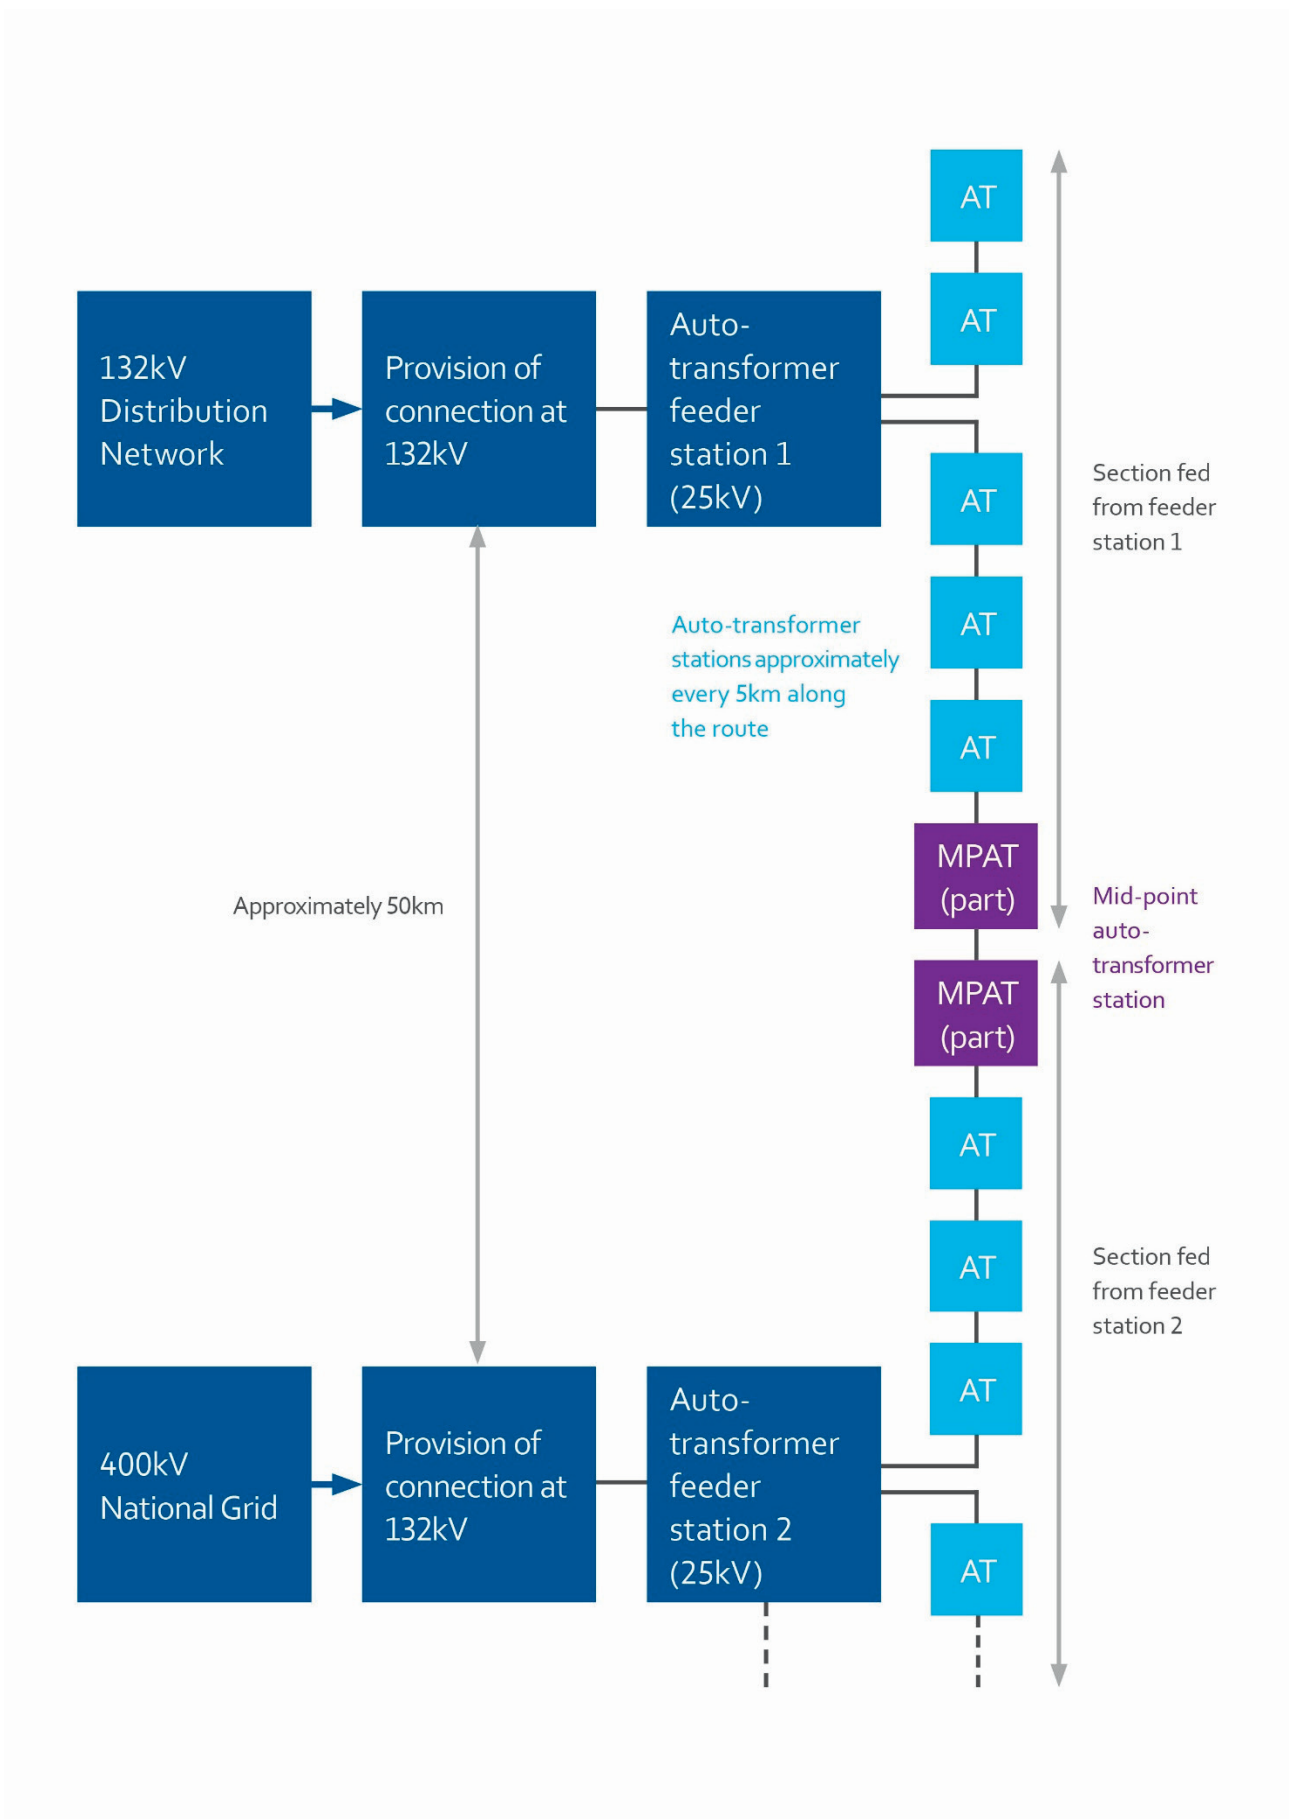 AT
AT
132kV
Distribution
Network
Provision of
connection at
132kV
Auto-
transformer
feeder
station 1
(25kV)
AT
Section fed
from feeder
station 1
Auto-transformer
stations approximately
every 5km along
the route
AT
AT
MPAT
(part)
Approximately 50km
Mid-point
auto-
transformer
station
MPAT
(part)
AT
AT
Section fed
from feeder
station 2
AT
400kV
National Grid
Provision of
connection at
132kV
Auto-
transformer
feeder
station 2
(25kV)
AT